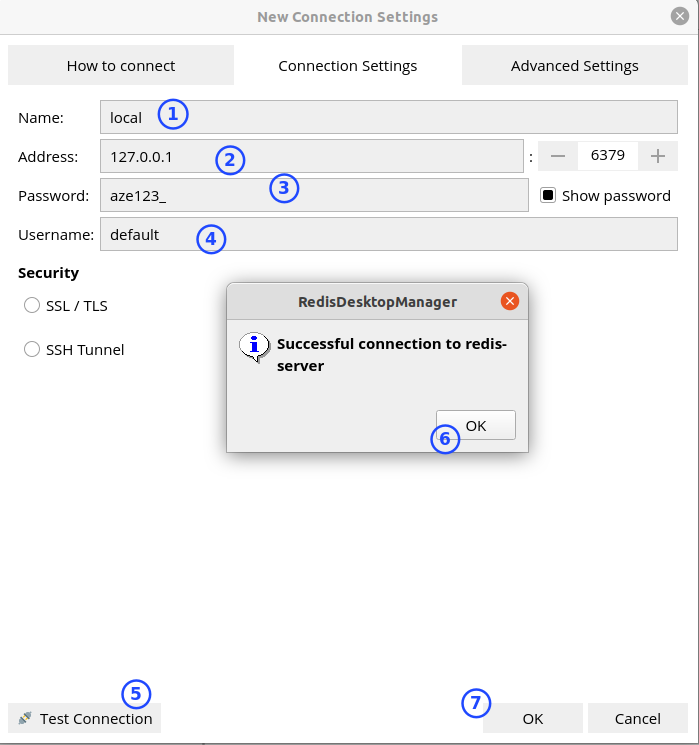 New Connection Settings
How to connect
Connection Settings
Advanced Settings
Name: local 1
Address: 127.0.0.1 2 : 6379
Password: aze123_ 3 Show password
Username: default 4
Security
SSL / TLS
SSH Tunnel
RedisDesktopManager
Successful connection to redis-
server
OK
6
5
Test Connection
7
OK
Cancel